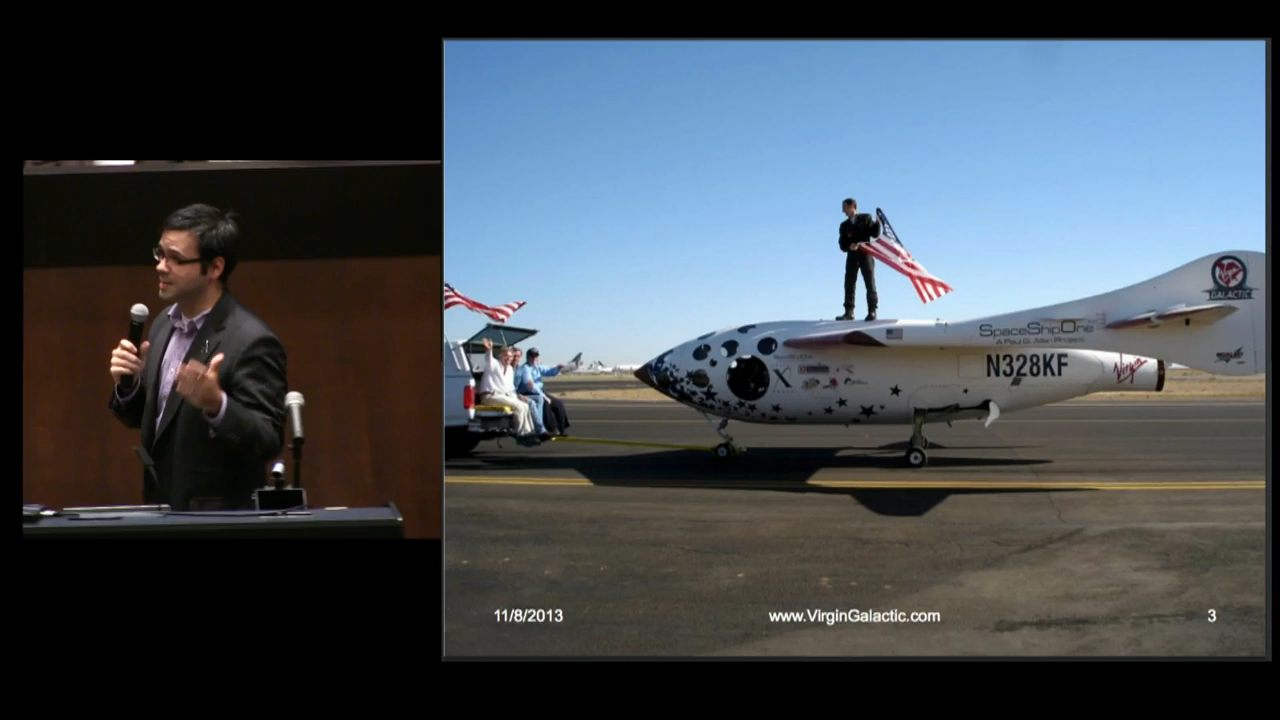 Virgin
GALACTIC
SpaceShipOne
A Paul G. Allen Project
N328KF
Virgin
X
11/8/2013
www.VirginGalactic.com
3